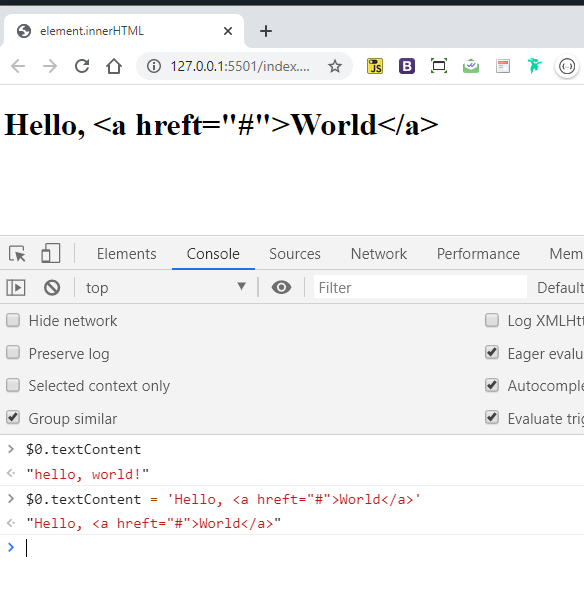 element.innerHTML
127.0.0.1:5501/index....
JS
B
Hello, <a hreft="#">World</a>
Elements Console Sources Network Performance Mem
top Filter Default
Hide network Log XMLHtt
Preserve log Eager evalu
Selected context only Autocomple
Group similar Evaluate trig
> $0.textContent
"hello, world!"
> $0.textContent = 'Hello, <a hreft="#">World</a>'
"Hello, <a hreft="#">World</a>"
>